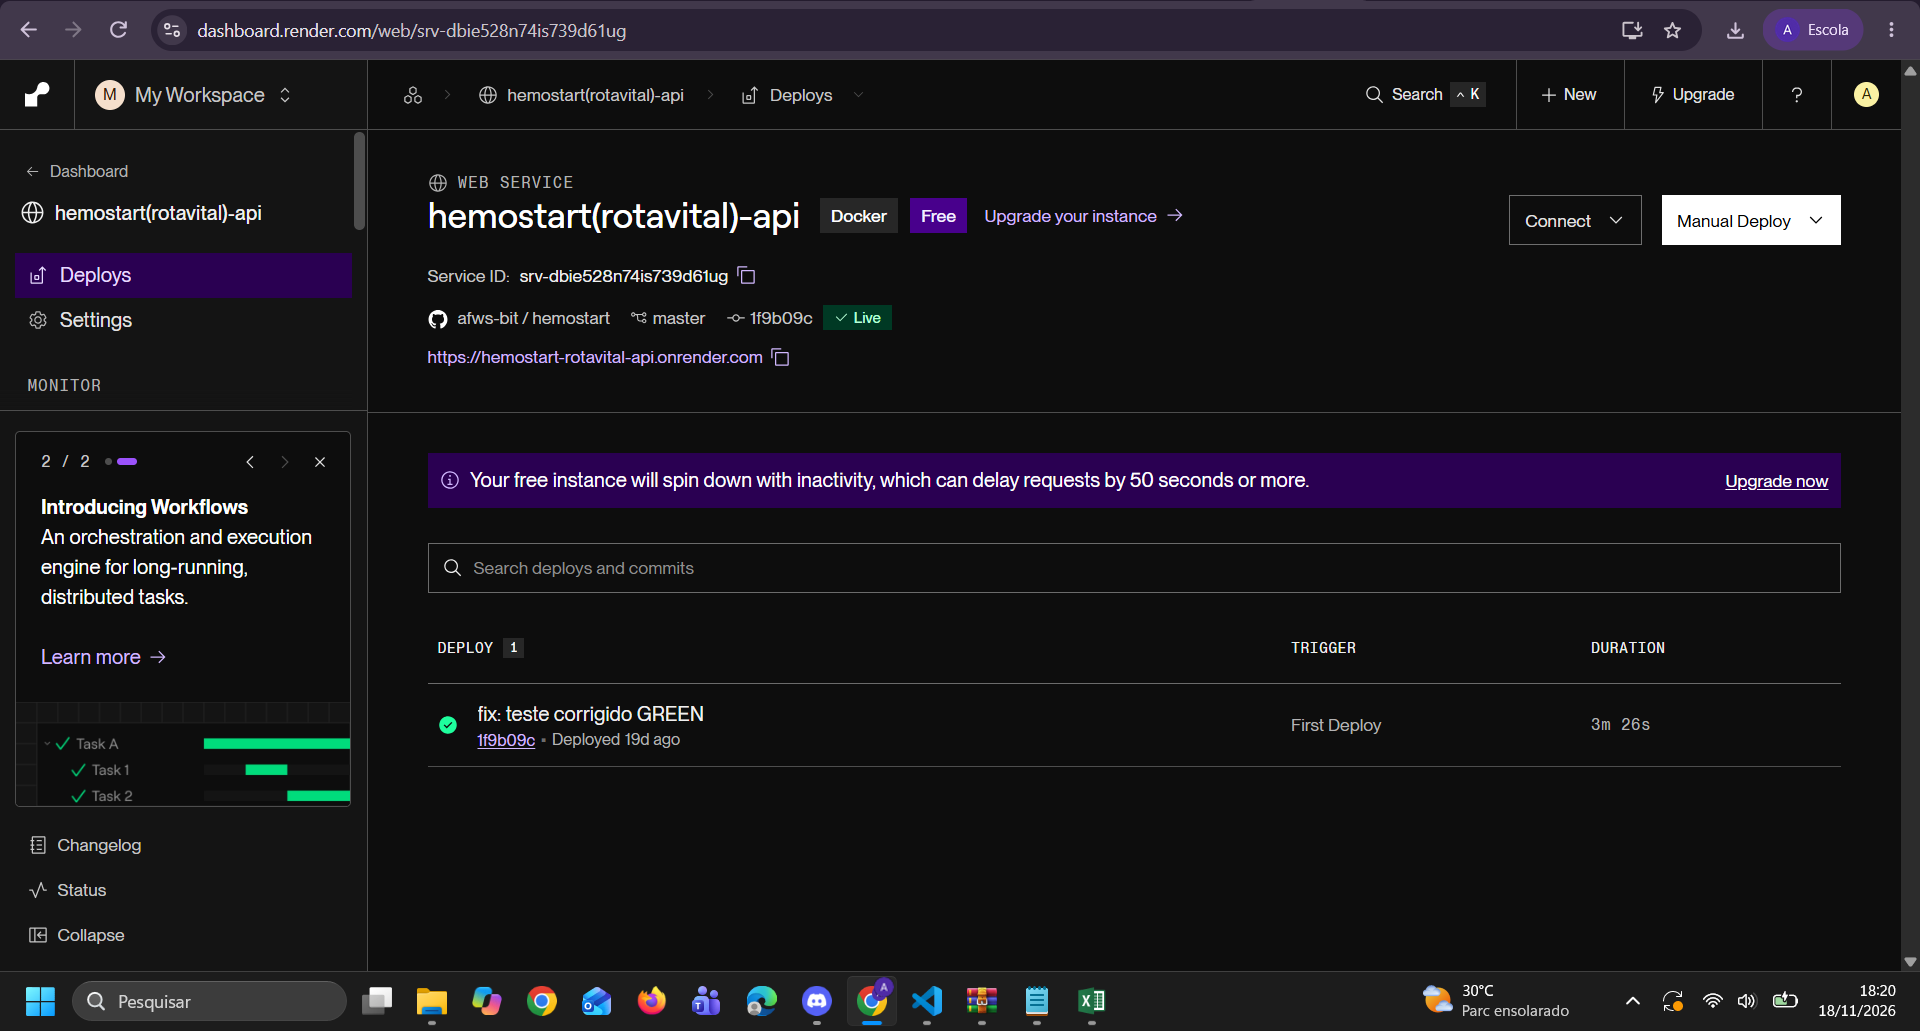 dashboard.render.com/web/srv-dbie528n74is739d61ug
A Escola
M My Workspace
hemostart(rotavital)-api
Deploys
Search ^ K
+ New
Upgrade
?
A
Dashboard
hemostart(rotavital)-api
Deploys
Settings
MONITOR
2 / 2
Introducing Workflows
An orchestration and execution
engine for long-running,
distributed tasks.
Learn more
Task A
Task 1
Task 2
Changelog
Status
Collapse
WEB SERVICE
hemostart(rotavital)-api Docker Free Upgrade your instance
Connect
Manual Deploy
Service ID: srv-dbie528n74is739d61ug
afws-bit / hemostart master 1f9b09c Live
https://hemostart-rotavital-api.onrender.com
Your free instance will spin down with inactivity, which can delay requests by 50 seconds or more.
Upgrade now
Search deploys and commits
DEPLOY 1 TRIGGER DURATION
fix: teste corrigido GREEN
1f9b09c • Deployed 19d ago
First Deploy
3m 26s
Pesquisar
A
30°C
Parc ensolarado
18:20
18/11/2026